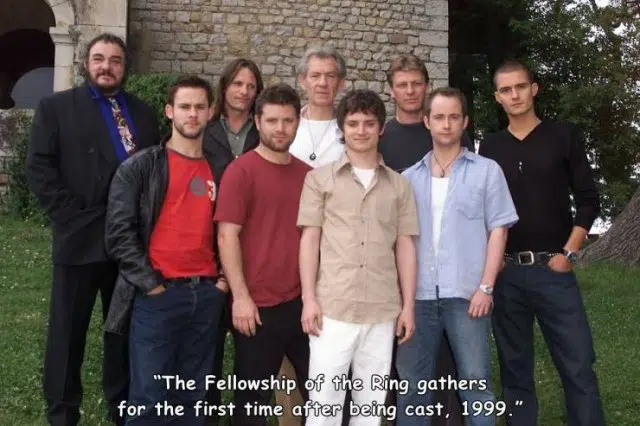 "The Fellowship of the Ring gathers
for the first time after being cast, 1999."